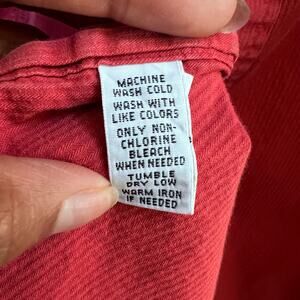 MACHINE
WASH COLD
WASH WITH
LIKE COLORS
ONLY NON-
CHLORINE
BLEACH
WHEN NEEDED
TUMBLE
DRY LOW
WARM IRON
IF NEEDED